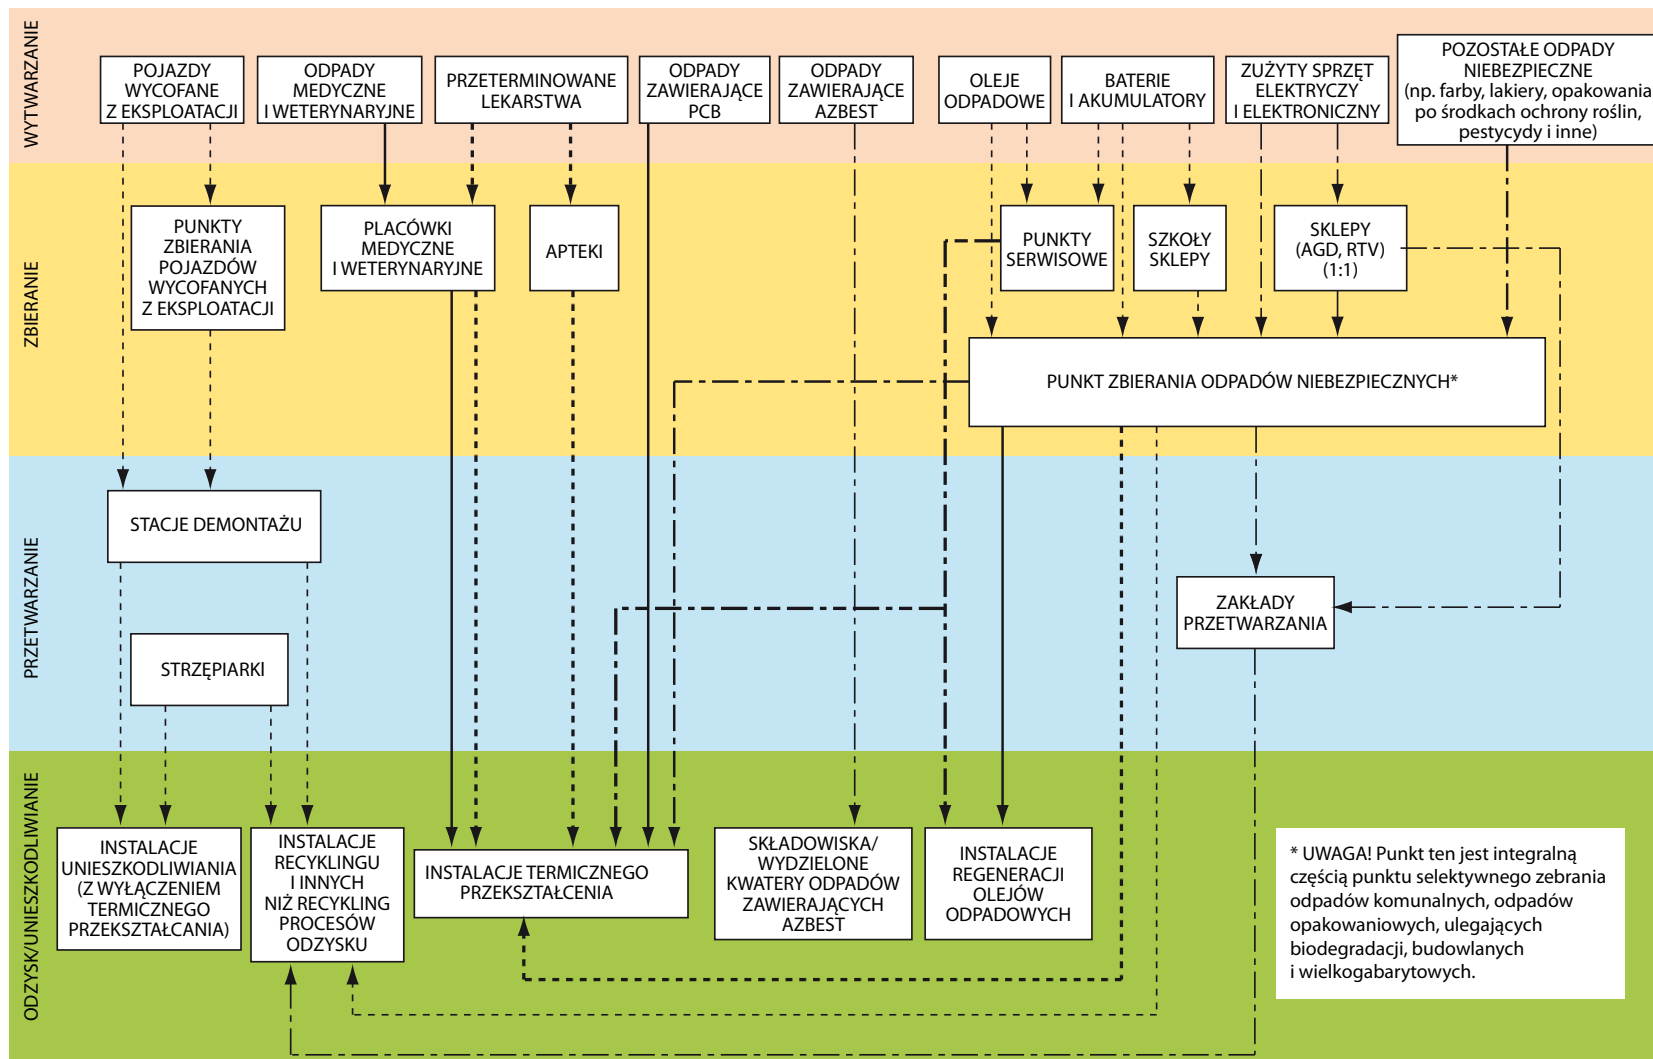 WYTWARZANIE
POJAZDY
WYCOFANE
Z EKSPLOATACJI
ODPADY
MEDYCZNE
I WETERYNARYJNE
PRZETERMINOWANE
LEKARSTWA
ODPADY
ZAWIERAJĄCE
PCB
ODPADY
ZAWIERAJĄCE
AZBEST
OLEJE
ODPADOWE
BATERIE
I AKUMULATORY
ZUŻYTY SPRZĘT
ELEKTRYCZY
I ELEKTRONICZNY
POZOSTAŁE ODPADY
NIEBEZPIECZNE
(np. farby, lakiery, opakowania
po środkach ochrony roślin,
pestycydy i inne)
ZBIERANIE
PUNKTY
ZBIERANIA
POJAZDÓW
WYCOFANYCH
Z EKSPLOATACJI
PLACÓWKI
MEDYCZNE
I WETERYNARYJNE
APTEKI
PUNKTY
SERWISOWE
SZKOŁY
SKLEPY
SKLEPY
(AGD, RTV)
(1:1)
PUNKT ZBIERANIA ODPADÓW NIEBEZPIECZNYCH*
PRZETWARZANIE
STACJE DEMONTAŻU
STRZĘPIARKI
ZAKŁADY
PRZETWARZANIA
ODZYSK/UNIESZKODLIWIANIE
INSTALACJE
UNIESZKODLIWIANIA
(Z WYŁĄCZENIEM
TERMICZNEGO
PRZEKSZTAŁCANIA)
INSTALACJE
RECYKLINGU
I INNYCH
NIŻ RECYKLING
PROCESÓW
ODZYSKU
INSTALACJE TERMICZNEGO
PRZEKSZTAŁCENIA
SKŁADOWISKA/
WYDZIELONE
KWATERY ODPADÓW
ZAWIERAJĄCYCH
AZBEST
INSTALACJE
REGENERACJI
OLEJÓW
ODPADOWYCH
* UWAGA! Punkt ten jest integralną
częścią punktu selektywnego zebrania
odpadów komunalnych, odpadów
opakowaniowych, ulegających
biodegradacji, budowlanych
i wielkogabarytowych.